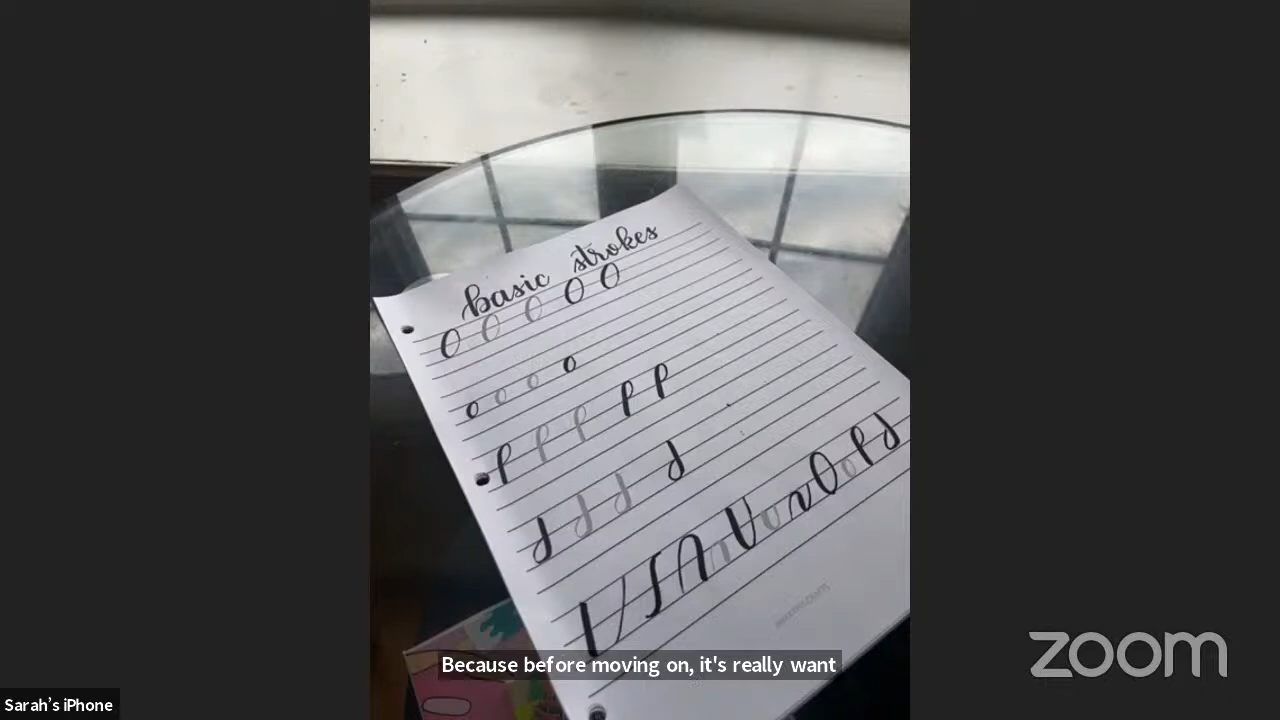 basic strokes
Because before moving on, it's really want
zoom
Sarah's iPhone